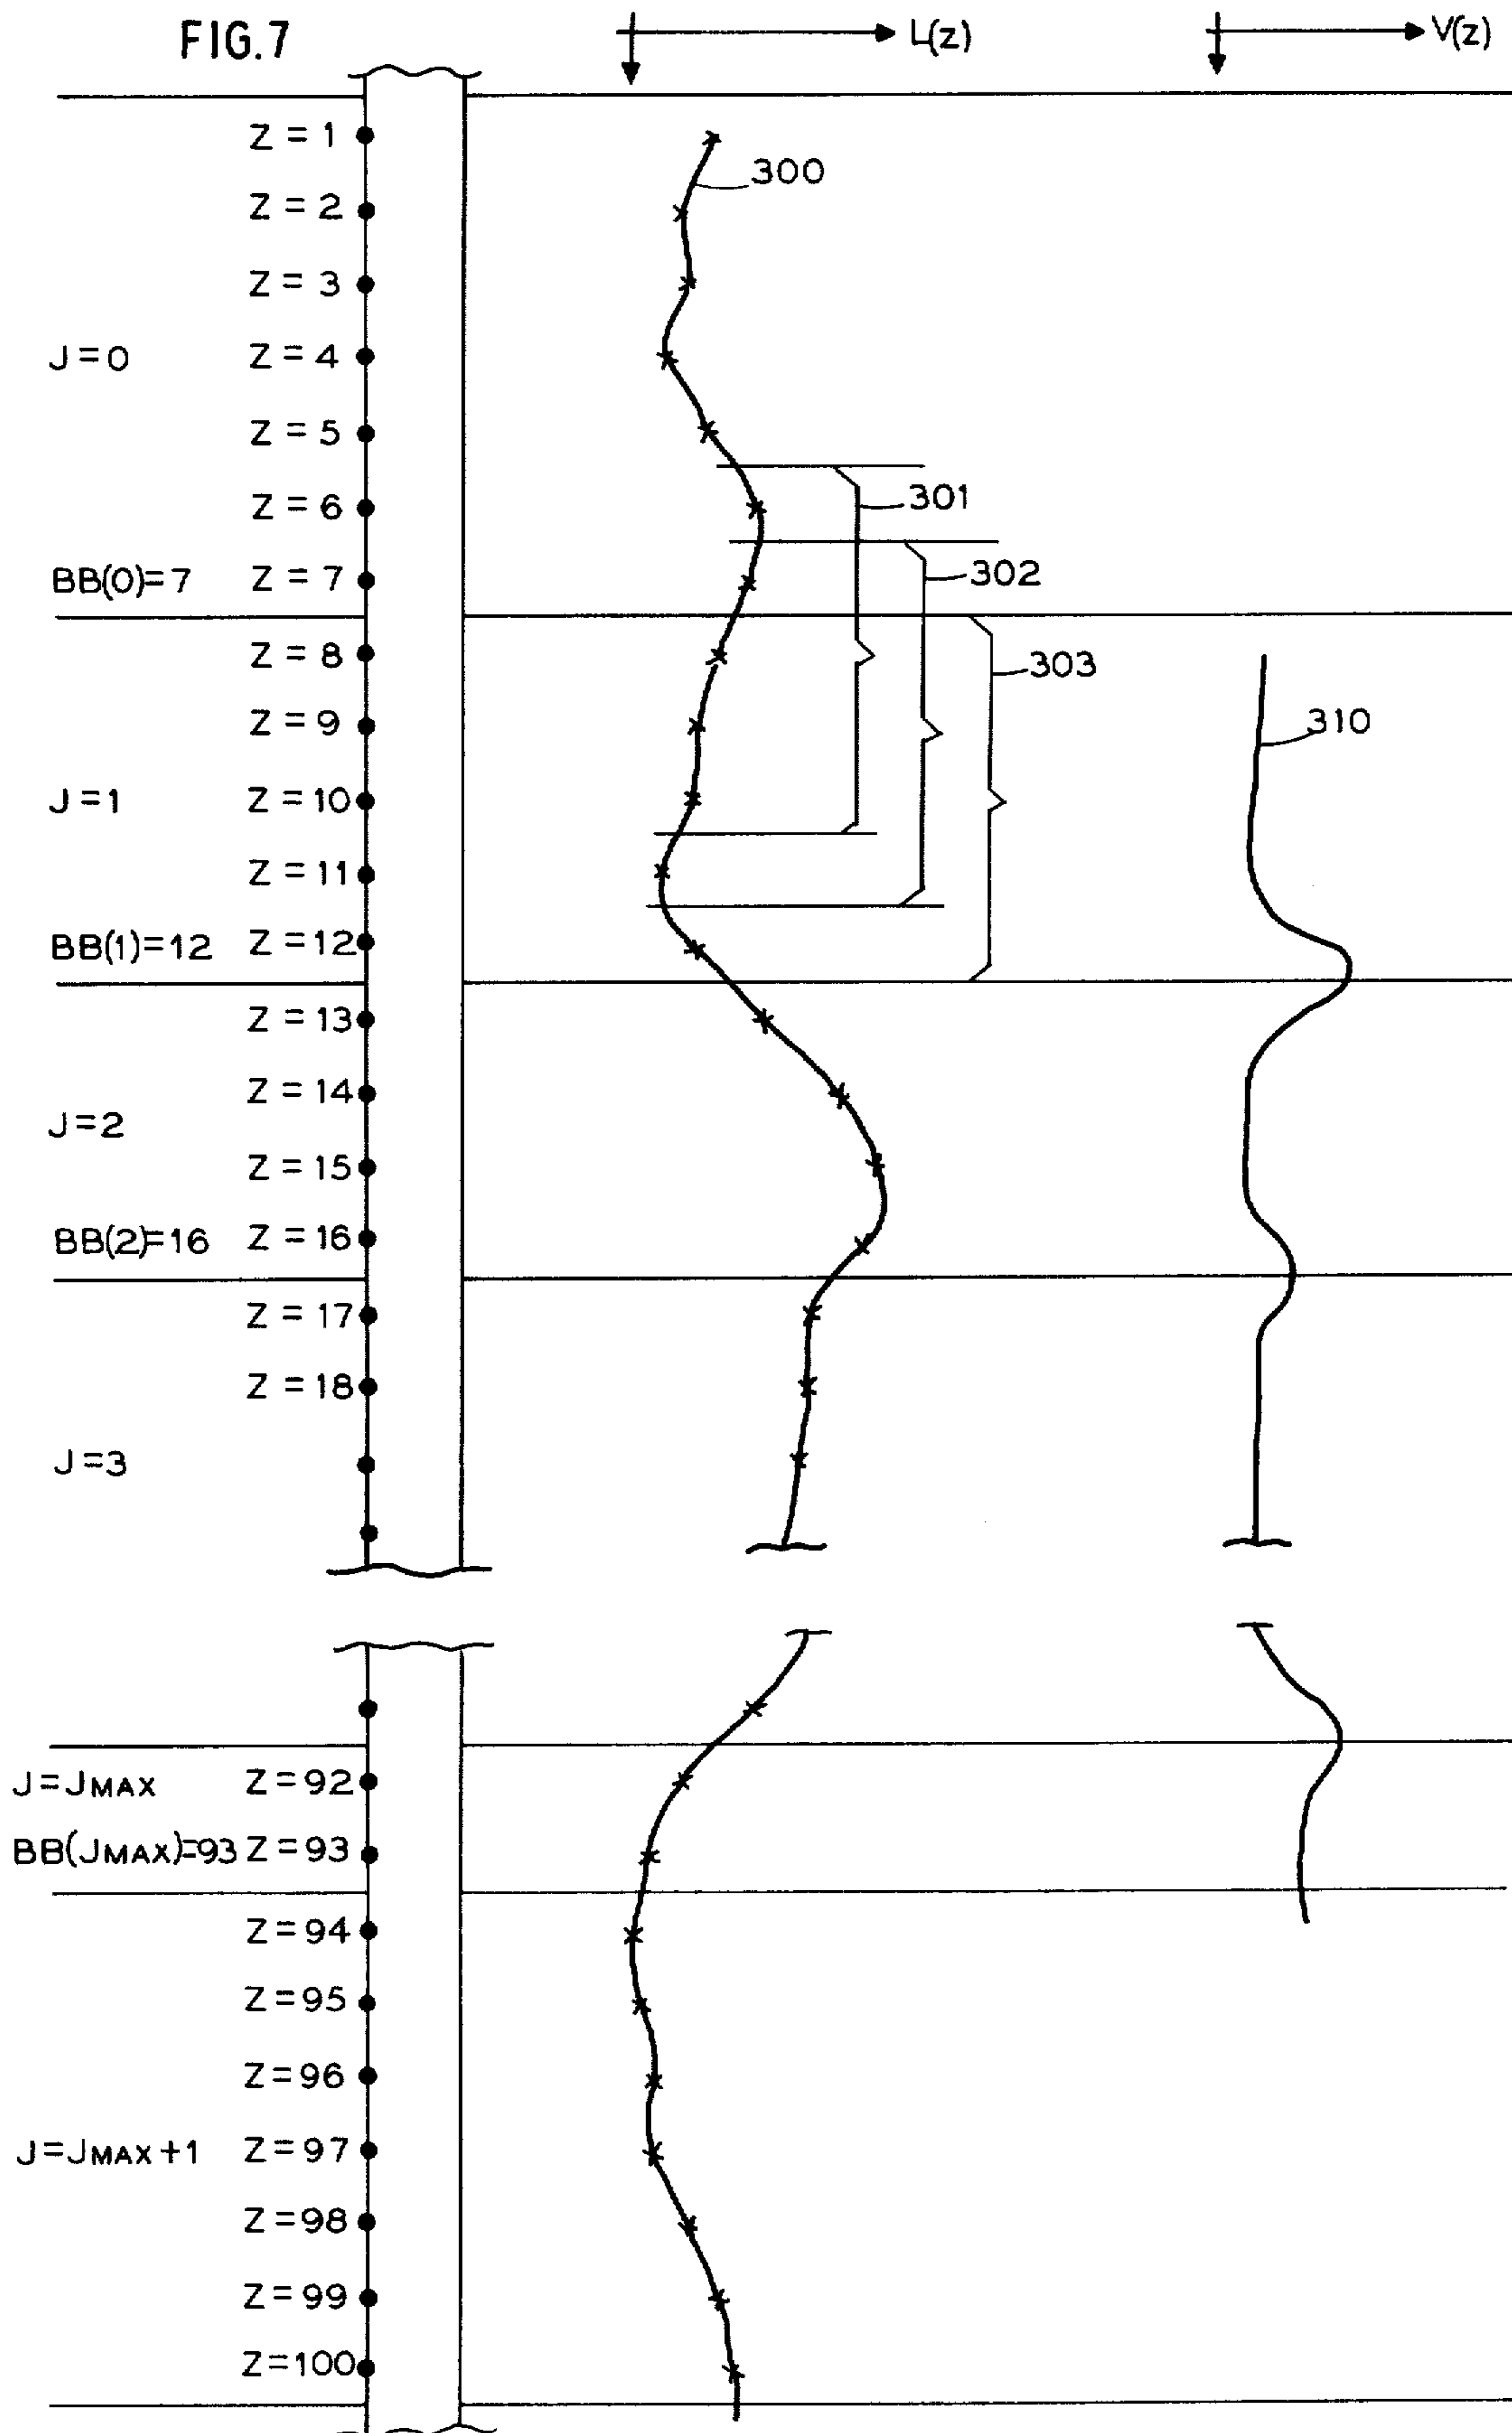 FIG.7
L(z)
V(z)
Z = 1
300
Z = 2
Z = 3
J=0
Z = 4
Z = 5
301
Z = 6
302
BB(0)=7
Z = 7
Z = 8
303
Z = 9
310
J=1
Z = 10
Z = 11
BB(1)=12
Z = 12
Z = 13
Z = 14
J=2
Z = 15
BB(2)=16
Z = 16
Z = 17
Z = 18
J=3
J=JMAX
Z=92
BB(JMAX)=93
Z=93
Z=94
Z=95
Z=96
J=JMAX+1
Z=97
Z=98
Z=99
Z=100